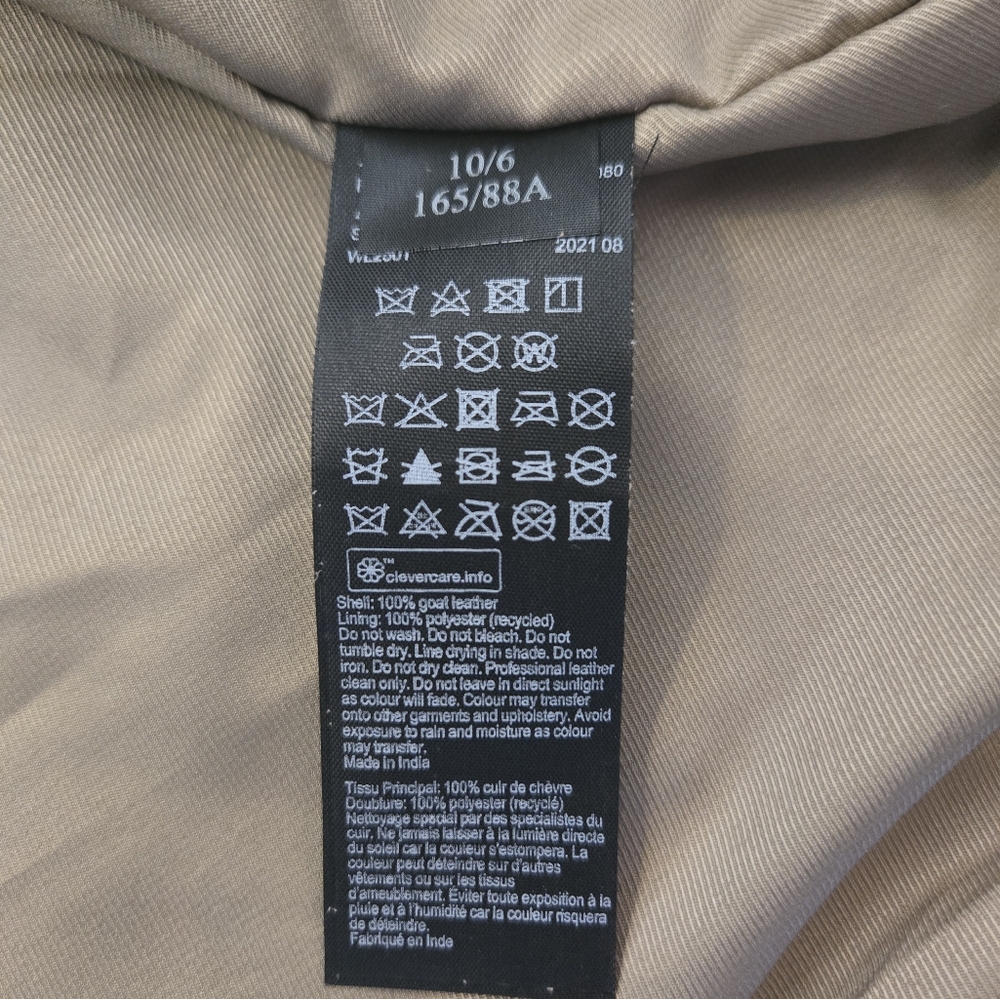 10/6
165/88A
2021 08
clevercare.info
Shell: 100% goat leather
Lining: 100% polyester (recycled)
Do not wash. Do not bleach. Do not
tumble dry. Line drying in shade. Do not
iron. Do not dry clean. Professional leather
clean only. Do not leave in direct sunlight
as colour will fade. Colour may transfer
onto other garments and upholstery. Avoid
exposure to rain and moisture as colour
may transfer.
Made in India
Tissu Principal: 100% cuir de chèvre
Doublure: 100% polyester (recyclé)
Nettoyage special par des specialistes du
cuir. Ne jamais laisser à la lumière directe
du soleil car la couleur s'estompera. La
couleur peut déteindre sur d'autres
vêtements ou sur les tissus
d'ameublement. Éviter toute exposition à la
pluie et à l'humidité car la couleur risquera
de déteindre.
Fabriqué en Inde